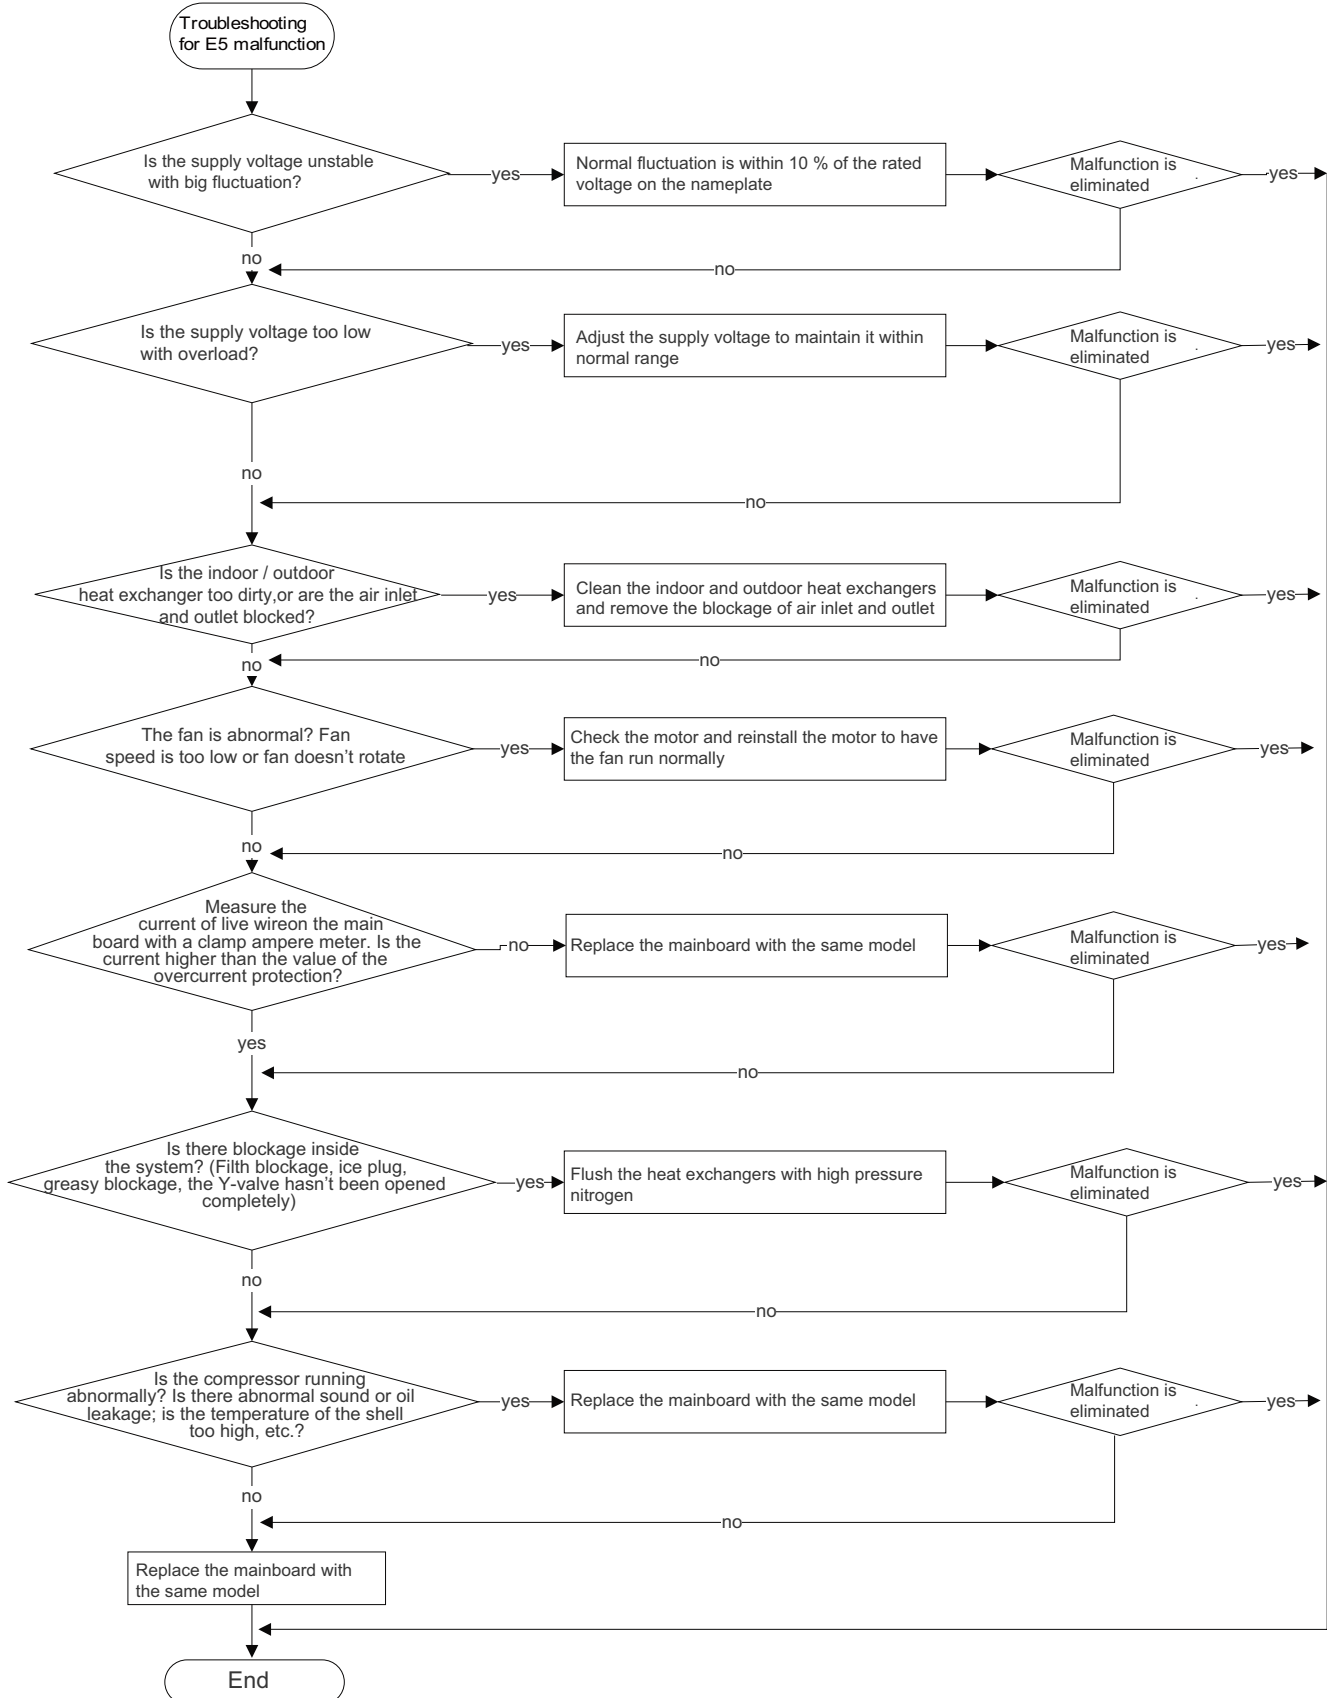 Troubleshooting
for E5 malfunction
Is the supply voltage unstable
with big fluctuation?
yes
Normal fluctuation is within 10 % of the rated
voltage on the nameplate
Malfunction is
eliminated .
yes
no
no
Is the supply voltage too low
with overload?
yes
Adjust the supply voltage to maintain it within
normal range
Malfunction is
eliminated .
yes
no
no
Is the indoor / outdoor
heat exchanger too dirty,or are the air inlet
and outlet blocked?
yes
Clean the indoor and outdoor heat exchangers
and remove the blockage of air inlet and outlet
Malfunction is
eliminated .
yes
no
no
The fan is abnormal? Fan
speed is too low or fan doesn’t rotate
yes
Check the motor and reinstall the motor to have
the fan run normally
Malfunction is
eliminated
yes
no
no
Measure the
current of live wireon the main
board with a clamp ampere meter. Is the
current higher than the value of the
overcurrent protection?
no
Replace the mainboard with the same model
Malfunction is
eliminated
yes
yes
no
Is there blockage inside
the system? (Filth blockage, ice plug,
greasy blockage, the Y-valve hasn’t been opened
completely)
yes
Flush the heat exchangers with high pressure
nitrogen
Malfunction is
eliminated
yes
no
no
Is the compressor running
abnormally? Is there abnormal sound or oil
leakage; is the temperature of the shell
too high, etc.?
yes
Replace the mainboard with the same model
Malfunction is
eliminated .
yes
no
no
Replace the mainboard with
the same model
End